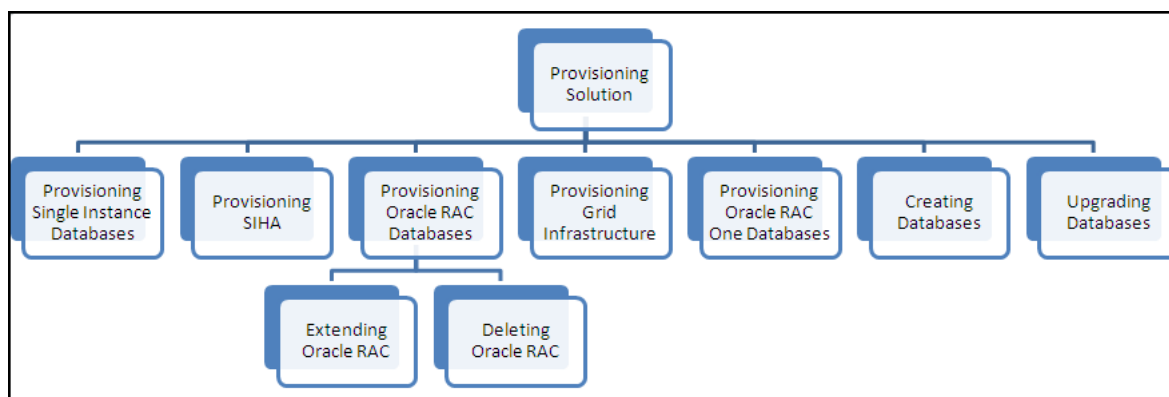 Provisioning
Solution
Provisioning
Single Instance
Databases
Provisioning
SIHA
Provisioning
Oracle RAC
Databases
Provisioning
Grid
Infrastructure
Provisioning
Oracle RAC
One Databases
Creating
Databases
Upgrading
Databases
Extending
Oracle RAC
Deleting
Oracle RAC